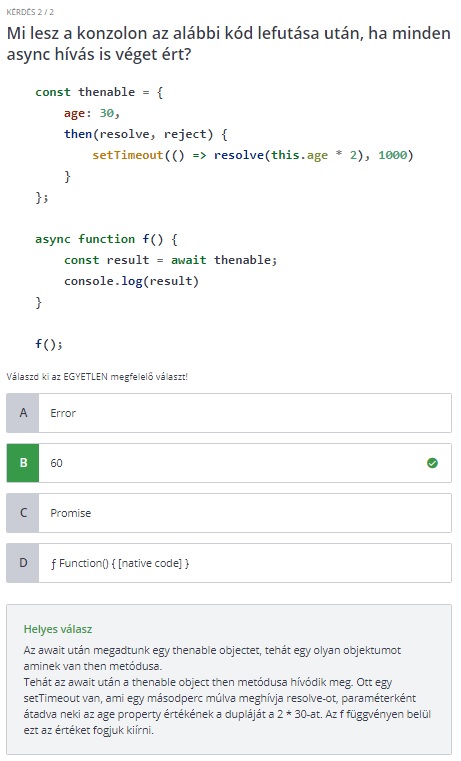 KÉRDÉS 2 / 2
Mi lesz a konzolon az alábbi kód lefutása után, ha minden
async hívás is véget ért?
const thenable = {
    age: 30,
    then(resolve, reject) {
        setTimeout(() => resolve(this.age * 2), 1000)
    }
};
async function f() {
    const result = await thenable;
    console.log(result)
}
f();
Válaszd ki az EGYETLEN megfelelő választ!
A Error
B 60
C Promise
D ƒ Function() { [native code] }
Helyes válasz
Az await után megadtunk egy thenable objectet, tehát egy olyan objektumot
aminek van then metódusa.
Tehát az await után a thenable object then metódusa hívódik meg. Ott egy
setTimeout van, ami egy másodperc múlva meghívja resolve-ot, paraméterként
átadva neki az age property értékének a dupláját a 2 * 30-at. Az f függvényen belül
ezt az értéket fogjuk kiírni.